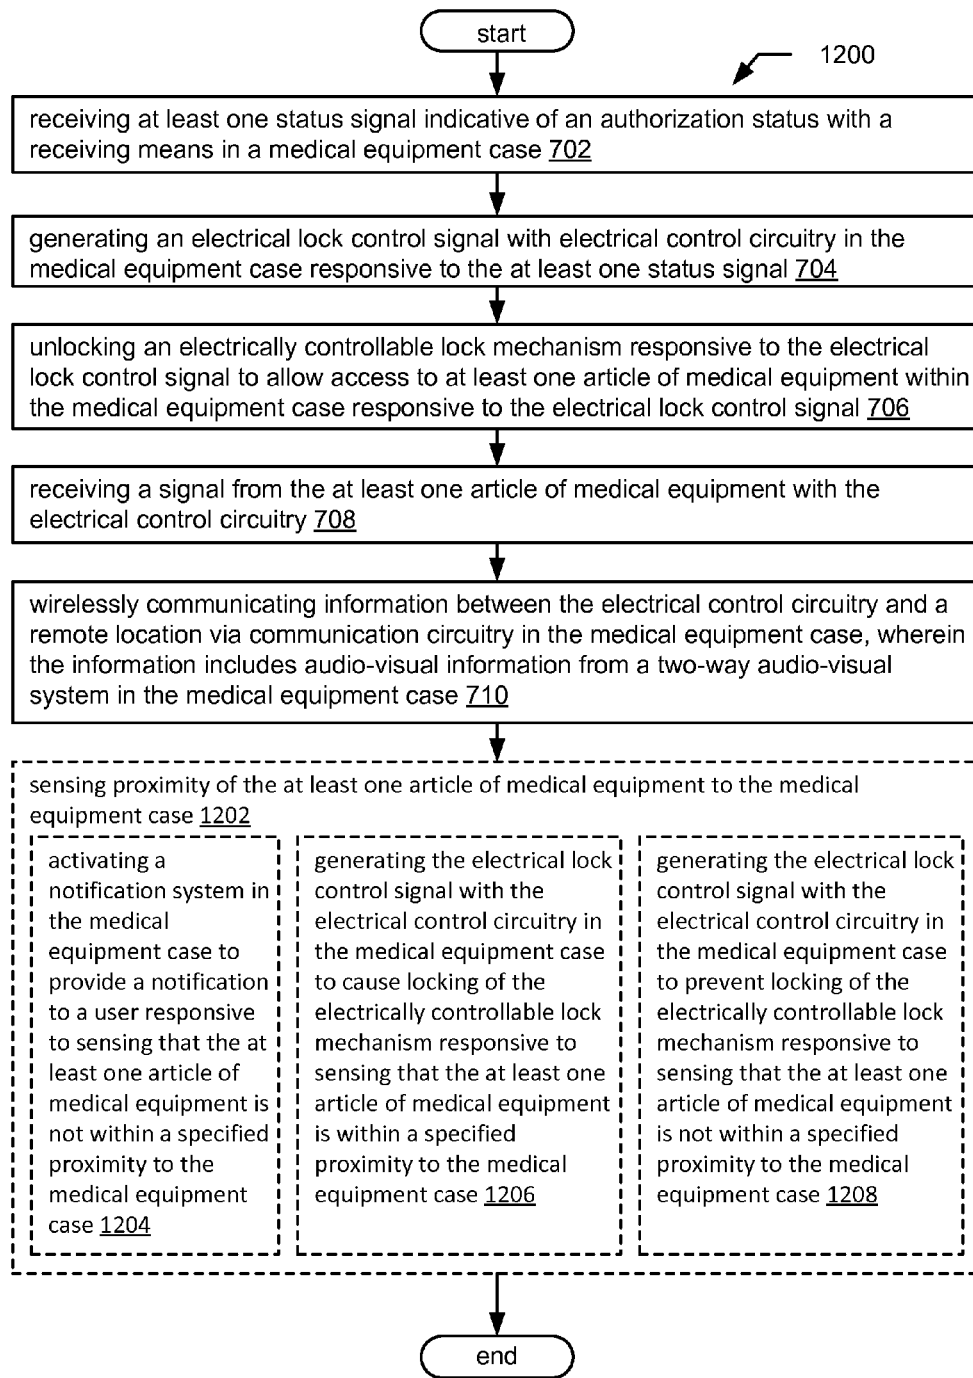 start
1200
receiving at least one status signal indicative of an authorization status with a
receiving means in a medical equipment case 702
generating an electrical lock control signal with electrical control circuitry in the
medical equipment case responsive to the at least one status signal 704
unlocking an electrically controllable lock mechanism responsive to the electrical
lock control signal to allow access to at least one article of medical equipment within
the medical equipment case responsive to the electrical lock control signal 706
receiving a signal from the at least one article of medical equipment with the
electrical control circuitry 708
wirelessly communicating information between the electrical control circuitry and a
remote location via communication circuitry in the medical equipment case, wherein
the information includes audio-visual information from a two-way audio-visual
system in the medical equipment case 710
sensing proximity of the at least one article of medical equipment to the medical
equipment case 1202
activating a
notification system in
the medical
equipment case to
provide a notification
to a user responsive
to sensing that the at
least one article of
medical equipment is
not within a specified
proximity to the
medical equipment
case 1204
generating the electrical lock
control signal with the
electrical control circuitry in
the medical equipment case
to cause locking of the
electrically controllable lock
mechanism responsive to
sensing that the at least one
article of medical equipment
is within a specified
proximity to the medical
equipment case 1206
generating the electrical lock
control signal with the
electrical control circuitry in
the medical equipment case
to prevent locking of the
electrically controllable lock
mechanism responsive to
sensing that the at least one
article of medical equipment
is not within a specified
proximity to the medical
equipment case 1208
end